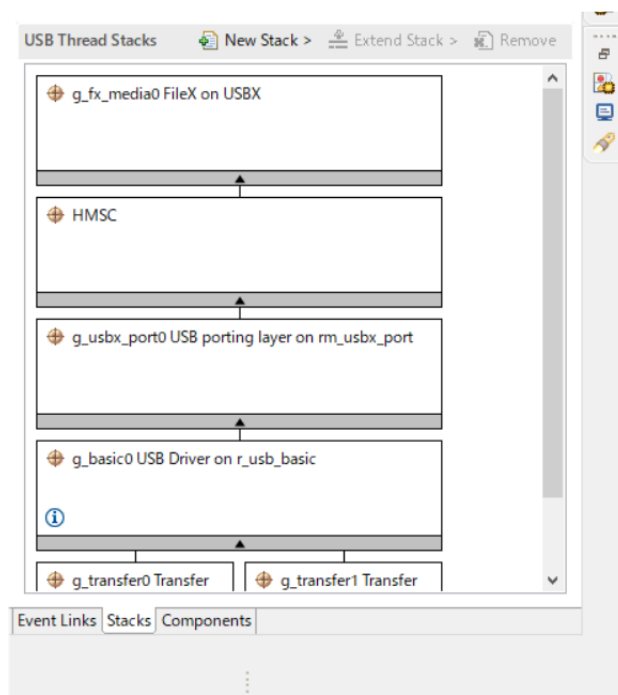 USB Thread Stacks New Stack > Extend Stack > Remove
g_fx_media0 FileX on USBX
HMSC
g_usbx_port0 USB porting layer on rm_usbx_port
g_basic0 USB Driver on r_usb_basic
g_transfer0 Transfer g_transfer1 Transfer
Event Links Stacks Components